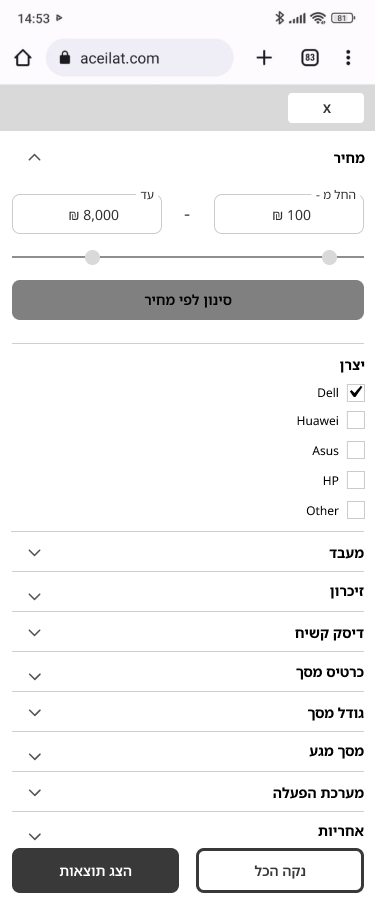 14:53 81
aceilat.com 83
x
מחיר
החל מ - עד
100 ₪ - 8,000 ₪
סינון לפי מחיר
יצרן
Dell
Huawei
Asus
HP
Other
מעבד
זיכרון
דיסק קשיח
כרטיס מסך
גודל מסך
מסך מגע
מערכת הפעלה
אחריות
נקה הכל הצג תוצאות